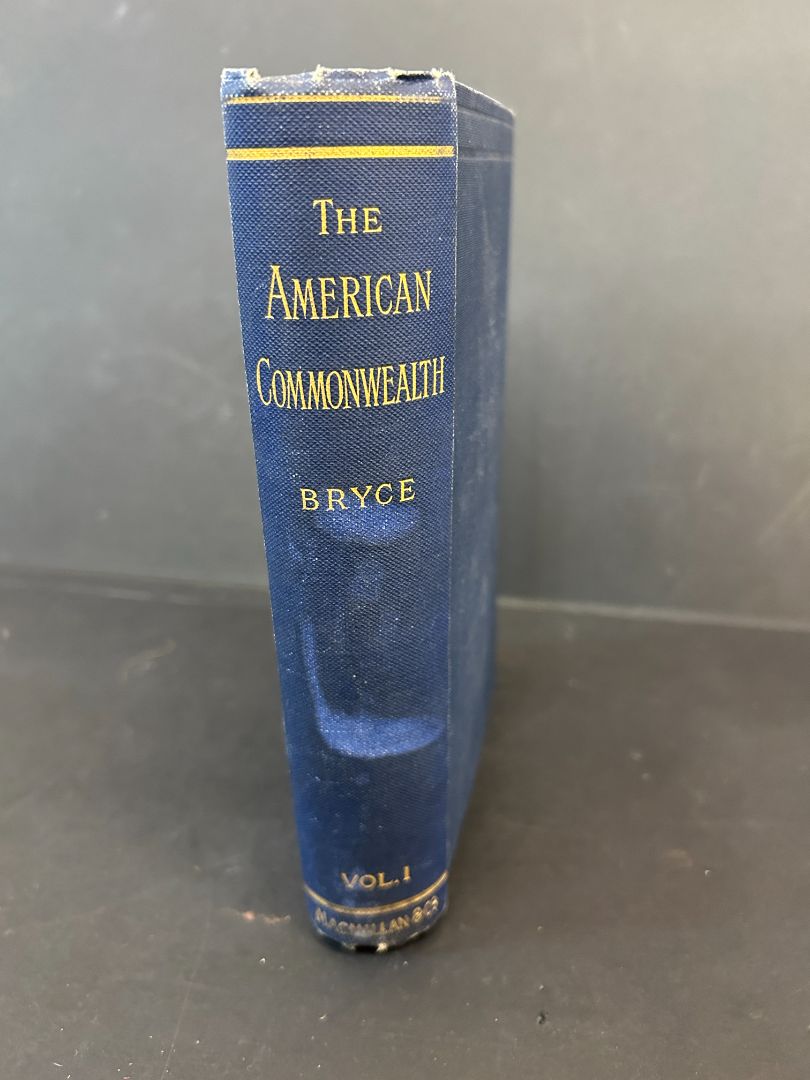 THE
AMERICAN
COMMONWEALTH
BRYCE
VOL. I
MACMILLAN & CO